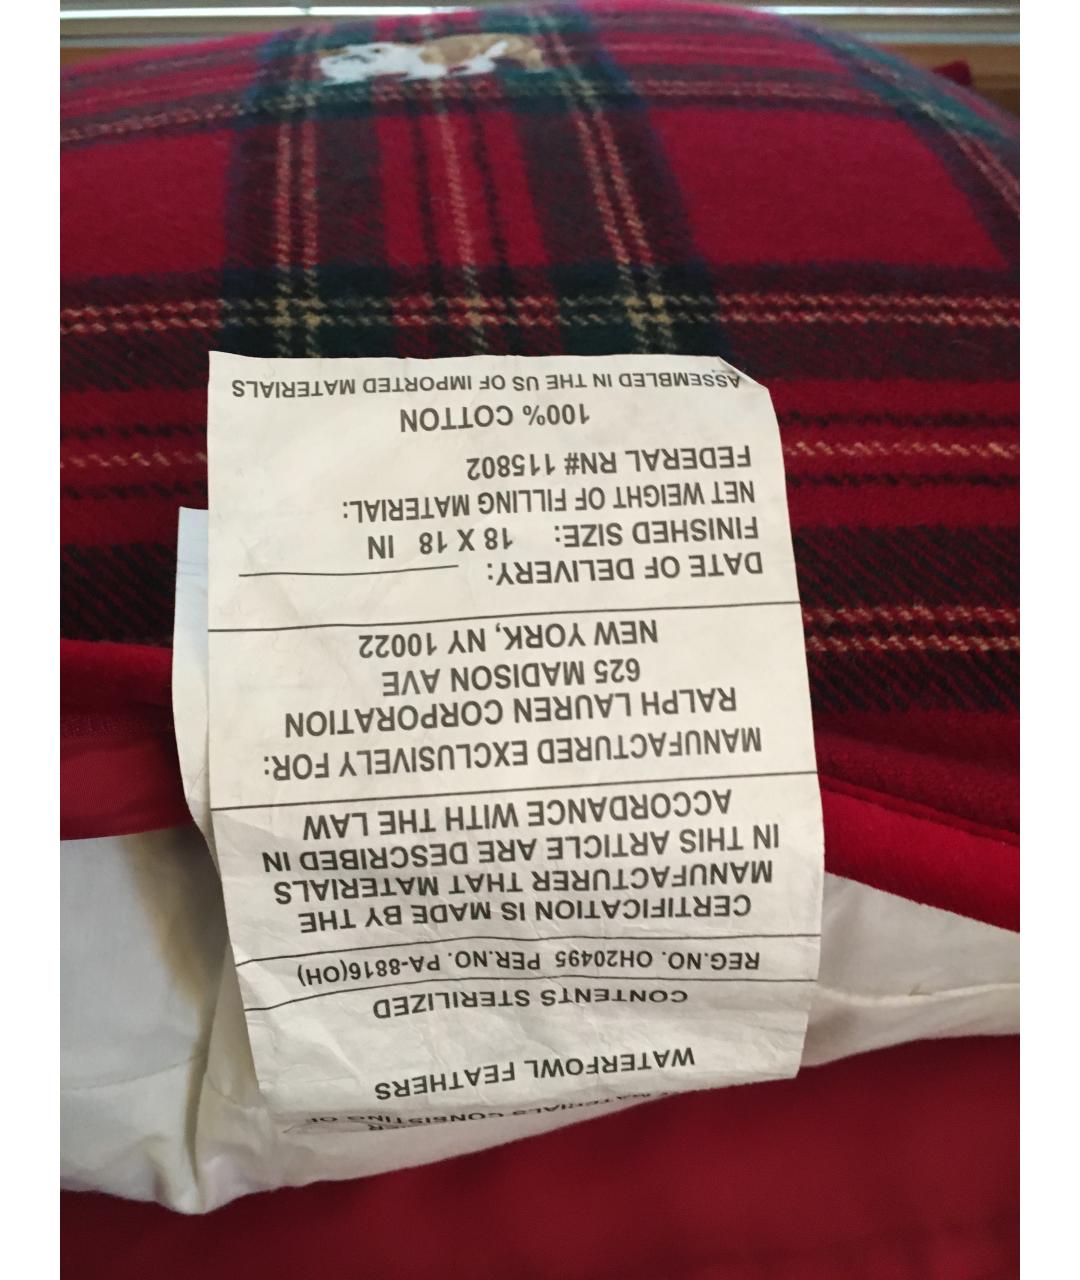 MATERIALS CONSISTING OF
WATERFOWL FEATHERS
CONTENTS STERILIZED
REG.NO. OH20495 PER.NO. PA-8816(OH)
CERTIFICATION IS MADE BY THE
MANUFACTURER THAT MATERIALS
IN THIS ARTICLE ARE DESCRIBED IN
ACCORDANCE WITH THE LAW
MANUFACTURED EXCLUSIVELY FOR:
RALPH LAUREN CORPORATION
625 MADISON AVE
NEW YORK, NY 10022
DATE OF DELIVERY:
FINISHED SIZE: 18 X 18 IN
NET WEIGHT OF FILLING MATERIAL:
FEDERAL RN# 115802
100% COTTON
ASSEMBLED IN THE US OF IMPORTED MATERIALS